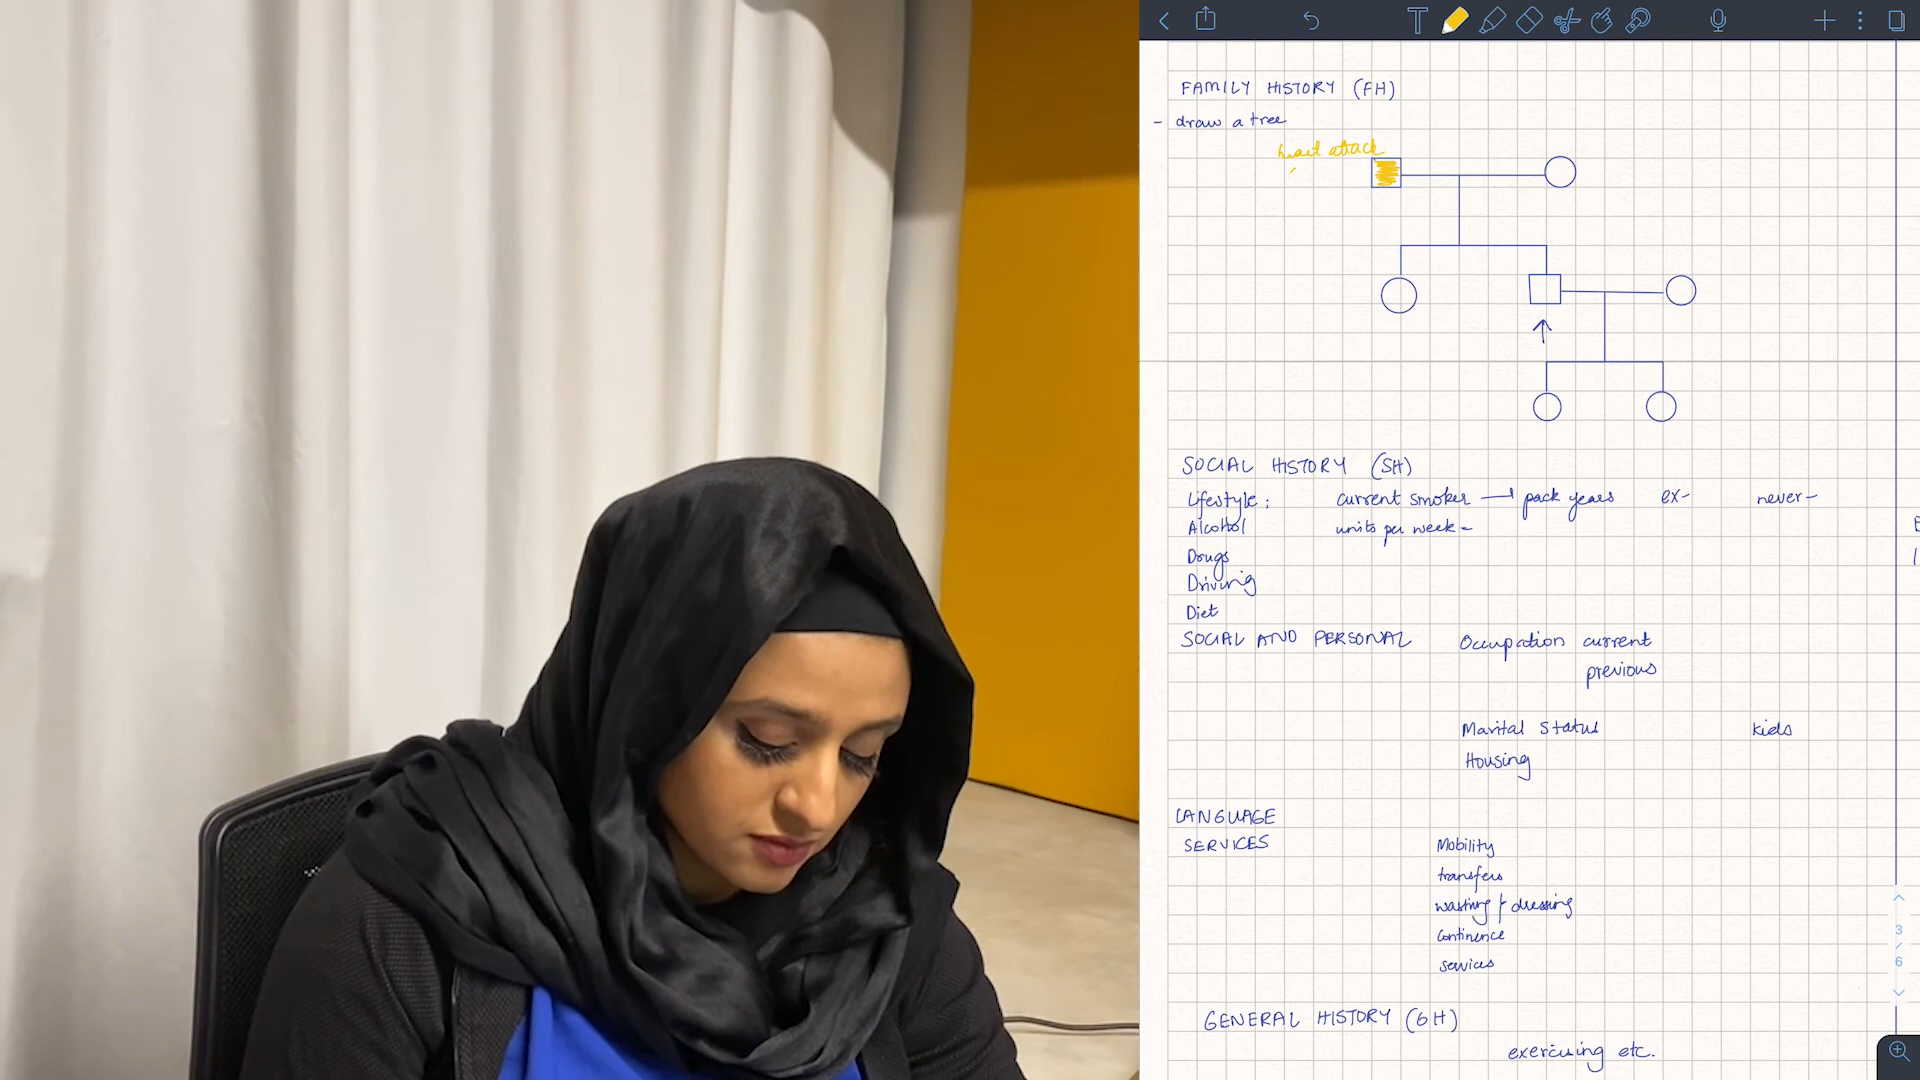 FAMILY HISTORY (FH)
- draw a tree
heart attack
SOCIAL HISTORY (SH)
Lifestyle: current smoker → pack years ex- never-
Alcohol units per week -
Drugs
Driving
Diet
SOCIAL AND PERSONAL Occupation current
previous
Marital Status kids
Housing
LANGUAGE
SERVICES Mobility
transfers
washing / dressing
Continence
services
3
/
6
GENERAL HISTORY (GH)
exercising etc.